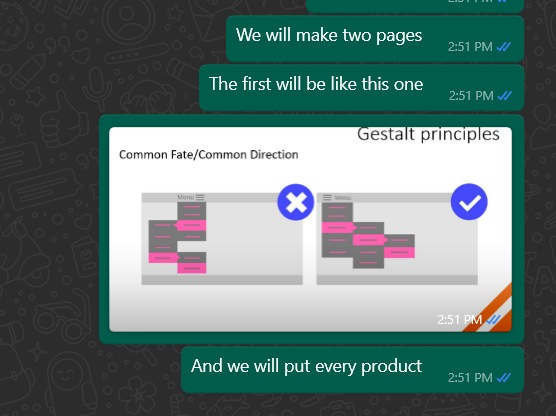 2:51 PM
We will make two pages
2:51 PM
The first will be like this one
2:51 PM
Gestalt principles
Common Fate/Common Direction
Menu
Menu
2:51 PM
And we will put every product
2:51 PM